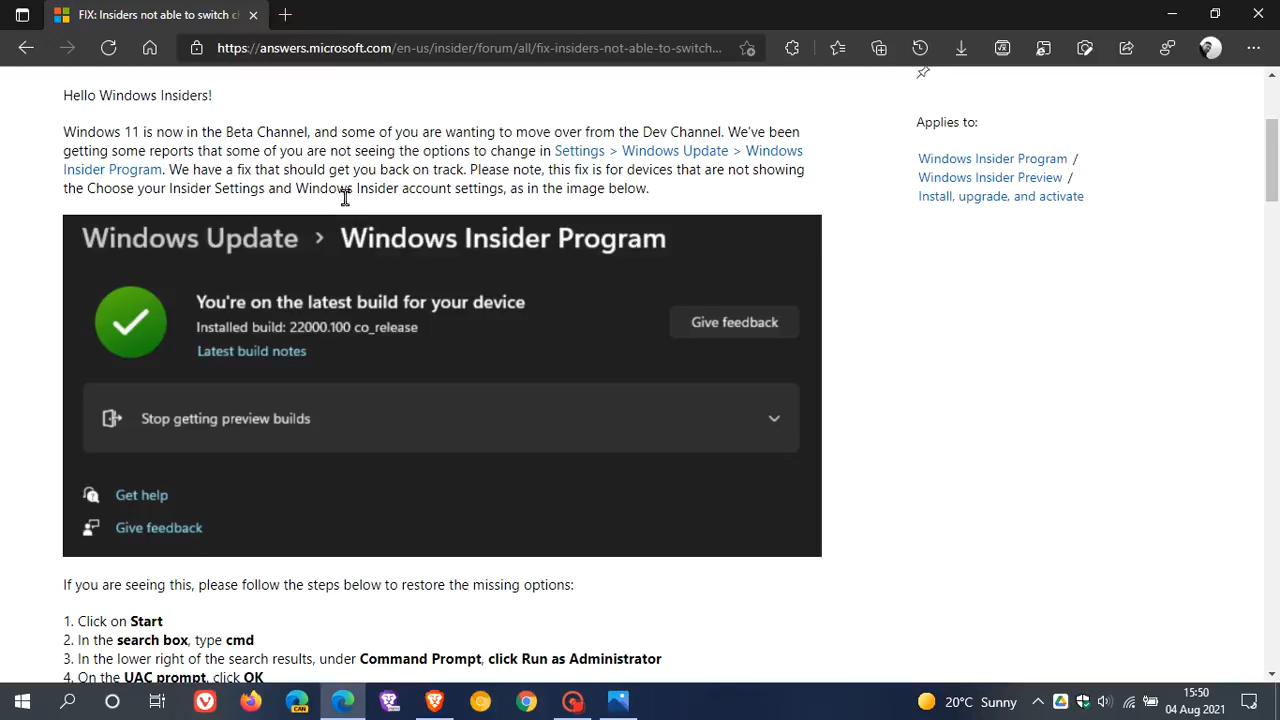 FIX: Insiders not able to switch c
https://answers.microsoft.com/en-us/insider/forum/all/fix-insiders-not-able-to-switch...
Hello Windows Insiders!
Windows 11 is now in the Beta Channel, and some of you are wanting to move over from the Dev Channel. We've been
getting some reports that some of you are not seeing the options to change in Settings > Windows Update > Windows
Insider Program. We have a fix that should get you back on track. Please note, this fix is for devices that are not showing
the Choose your Insider Settings and Windows Insider account settings, as in the image below.
Applies to:
Windows Insider Program /
Windows Insider Preview /
Install, upgrade, and activate
Windows Update > Windows Insider Program
You're on the latest build for your device
Installed build: 22000.100 co_release
Latest build notes
Give feedback
Stop getting preview builds
Get help
Give feedback
If you are seeing this, please follow the steps below to restore the missing options:
1. Click on Start
2. In the search box, type cmd
3. In the lower right of the search results, under Command Prompt, click Run as Administrator
4. On the UAC prompt, click OK
CAN
20°C Sunny
15:50
04 Aug 2021